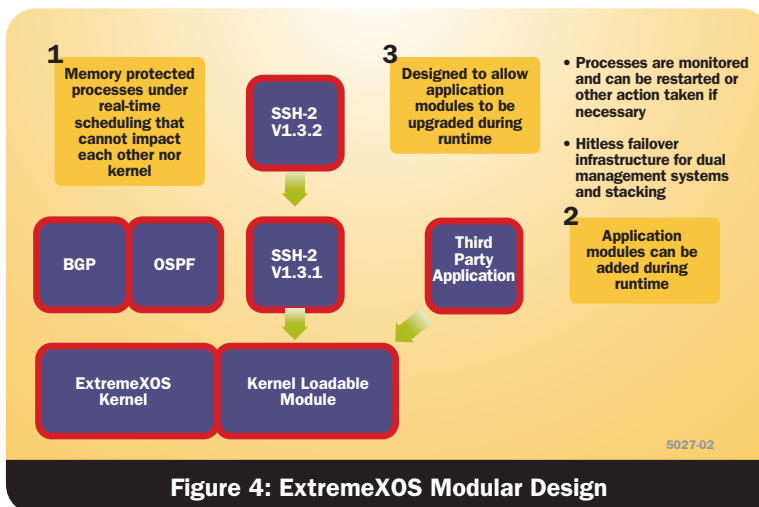 1
Memory protected
processes under
real-time
scheduling that
cannot impact
each other nor
kernel
SSH-2
V1.3.2
3
Designed to allow
application
modules to be
upgraded during
runtime
• Processes are monitored
and can be restarted or
other action taken if
necessary
• Hitless failover
infrastructure for dual
management systems
and stacking
BGP
OSPF
SSH-2
V1.3.1
Third
Party
Application
2
Application
modules can be
added during
runtime
ExtremeXOS
Kernel
Kernel Loadable
Module
5027-02
Figure 4: ExtremeXOS Modular Design